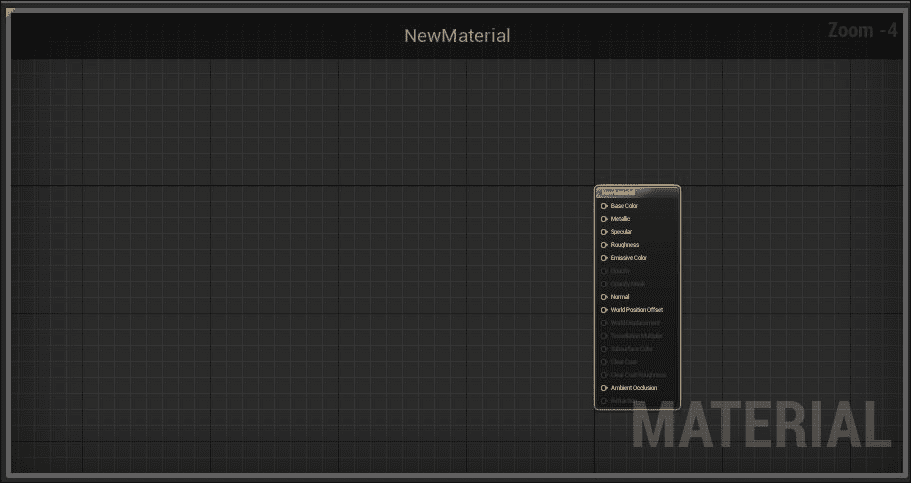 NewMaterial
Zoom -4
Base Color
Metallic
Specular
Roughness
Emissive Color
Opacity
Opacity Mask
Normal
World Position Offset
World Displacement
Tessellation Multiplier
Subsurface Color
Clear Coat
Clear Coat Roughness
Ambient Occlusion
Refraction
MATERIAL